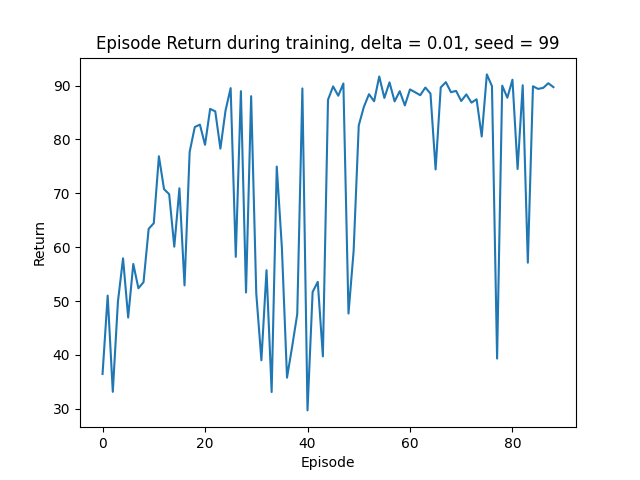 Episode Return during training, delta = 0.01, seed = 99
90
80
70
60
50
40
30
Return
0 20 40 60 80
Episode